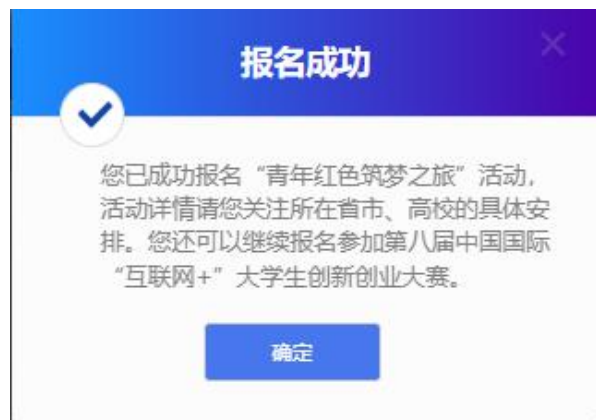 报名成功
您已成功报名“青年红色筑梦之旅”活动，
活动详情请您关注所在省市、高校的具体安
排。您还可以继续报名参加第八届中国国际
“互联网+”大学生创新创业大赛。
确定